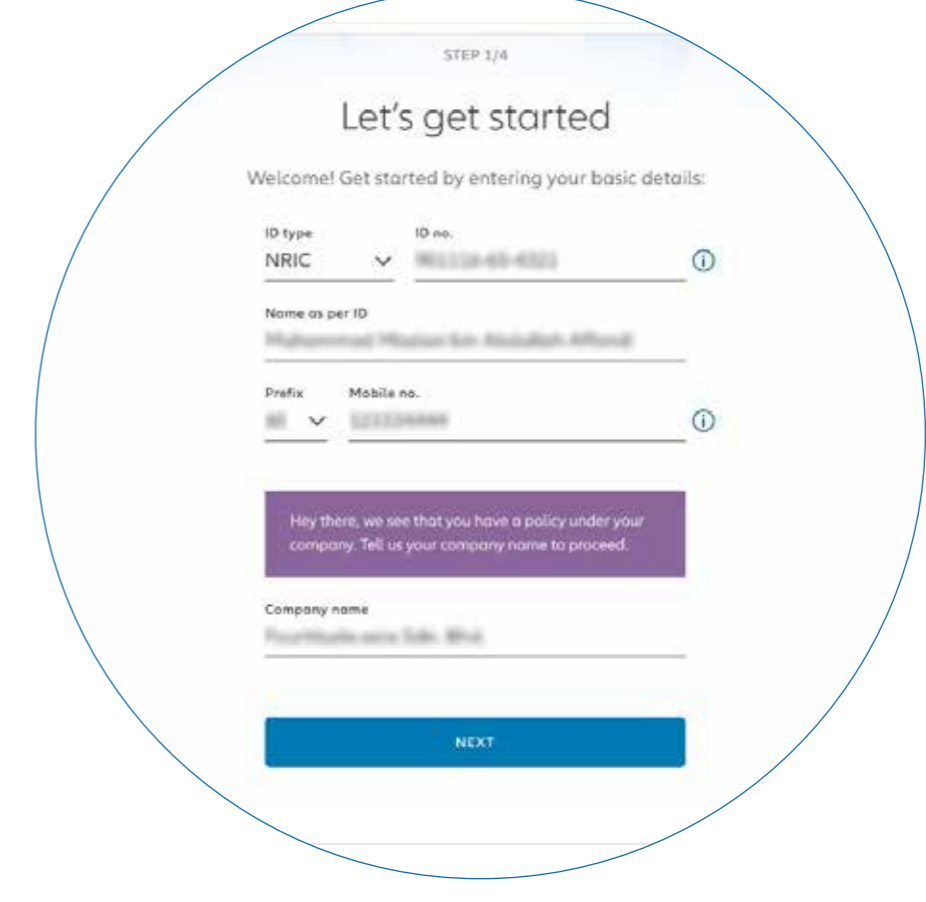 STEP 1/4
Let's get started
Welcome! Get started by entering your basic details:
ID type ID no.
NRIC
Name as per ID
Prefix Mobile no.
Hey there, we see that you have a policy under your
company. Tell us your company name to proceed.
Company name
NEXT